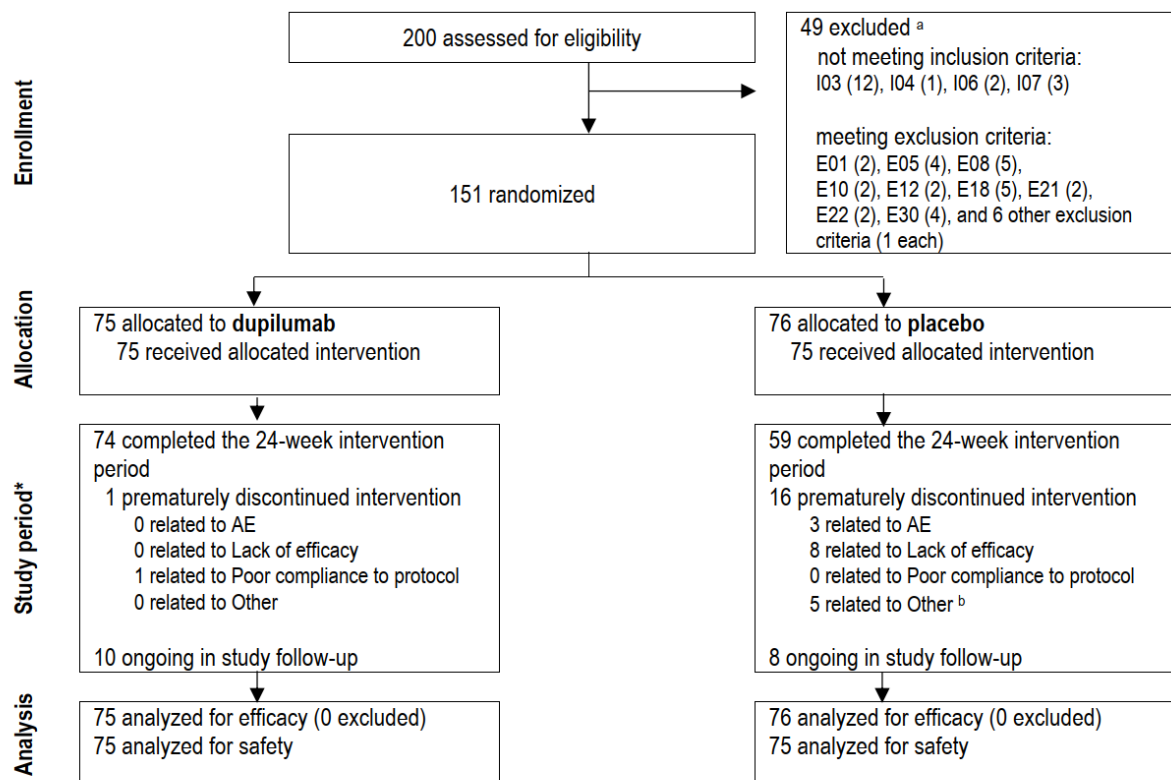 Enrollment
200 assessed for eligibility
49 excluded a
not meeting inclusion criteria:
I03 (12), I04 (1), I06 (2), I07 (3)
meeting exclusion criteria:
E01 (2), E05 (4), E08 (5),
E10 (2), E12 (2), E18 (5), E21 (2),
E22 (2), E30 (4), and 6 other exclusion
criteria (1 each)
151 randomized
Allocation
75 allocated to dupilumab
75 received allocated intervention
76 allocated to placebo
75 received allocated intervention
Study period*
74 completed the 24-week intervention
period
1 prematurely discontinued intervention
0 related to AE
0 related to Lack of efficacy
1 related to Poor compliance to protocol
0 related to Other
10 ongoing in study follow-up
59 completed the 24-week intervention
period
16 prematurely discontinued intervention
3 related to AE
8 related to Lack of efficacy
0 related to Poor compliance to protocol
5 related to Other b
8 ongoing in study follow-up
Analysis
75 analyzed for efficacy (0 excluded)
75 analyzed for safety
76 analyzed for efficacy (0 excluded)
75 analyzed for safety